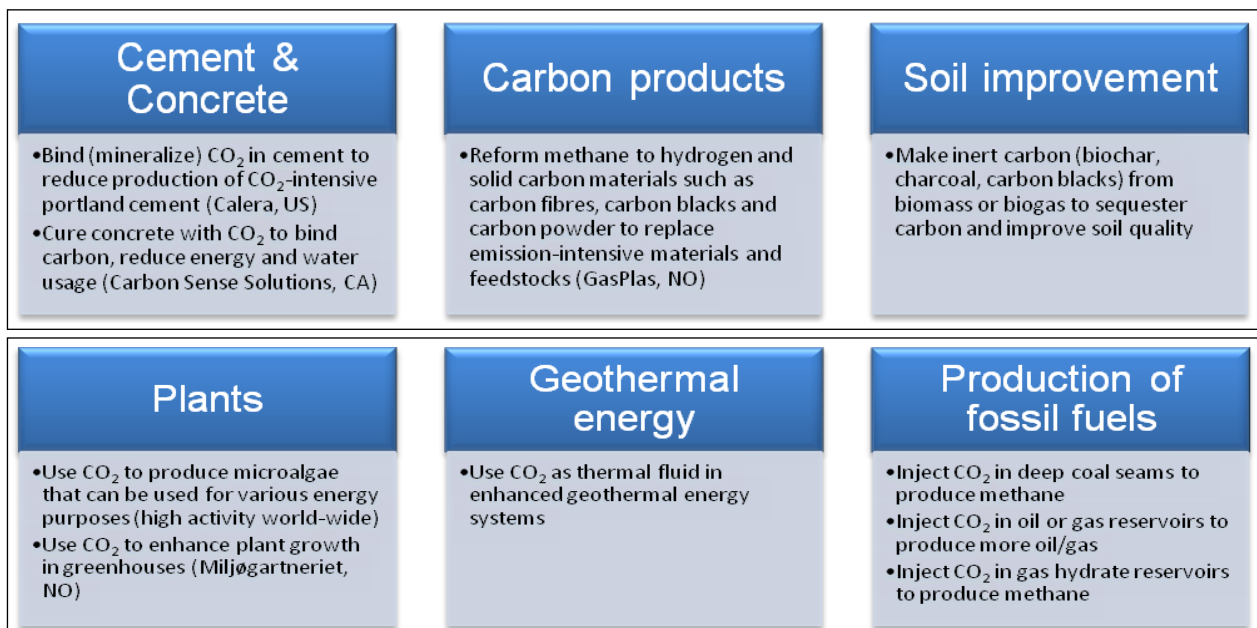 Cement &
Concrete
•Bind (mineralize) CO₂ in cement to
reduce production of CO₂-intensive
portland cement (Calera, US)
•Cure concrete with CO₂ to bind
carbon, reduce energy and water
usage (Carbon Sense Solutions, CA)
Carbon products
•Reform methane to hydrogen and
solid carbon materials such as
carbon fibres, carbon blacks and
carbon powder to replace
emission-intensive materials and
feedstocks (GasPlas, NO)
Soil improvement
•Make inert carbon (biochar,
charcoal, carbon blacks) from
biomass or biogas to sequester
carbon and improve soil quality
Plants
•Use CO₂ to produce microalgae
that can be used for various energy
purposes (high activity world-wide)
•Use CO₂ to enhance plant growth
in greenhouses (Miljøgartneriet,
NO)
Geothermal
energy
•Use CO₂ as thermal fluid in
enhanced geothermal energy
systems
Production of
fossil fuels
•Inject CO₂ in deep coal seams to
produce methane
•Inject CO₂ in oil or gas reservoirs to
produce more oil/gas
•Inject CO₂ in gas hydrate reservoirs
to produce methane